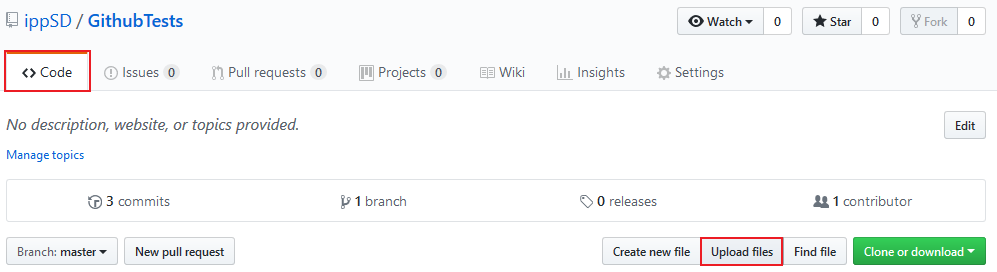 ippSD / GithubTests Watch 0 Star 0 Fork 0
Code Issues 0 Pull requests 0 Projects 0 Wiki Insights Settings
No description, website, or topics provided. Edit
Manage topics
3 commits 1 branch 0 releases 1 contributor
Branch: master New pull request Create new file Upload files Find file Clone or download